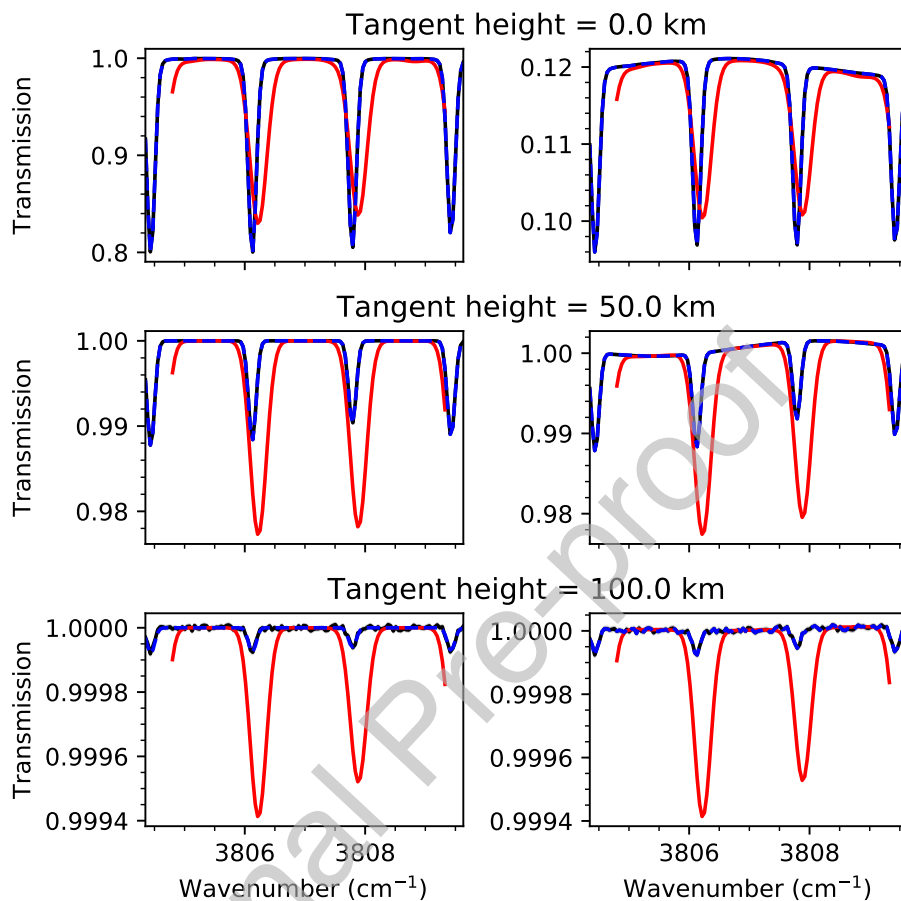 Tangent height = 0.0 km
Transmission
1.0
0.9
0.8
0.12
0.11
0.10
Tangent height = 50.0 km
Transmission
1.00
0.99
0.98
1.00
0.99
0.98
Tangent height = 100.0 km
Transmission
1.0000
0.9998
0.9996
0.9994
1.0000
0.9998
0.9996
0.9994
3806 3808
3806 3808
Wavenumber (cm⁻¹)
Wavenumber (cm⁻¹)
nal Pre-proof